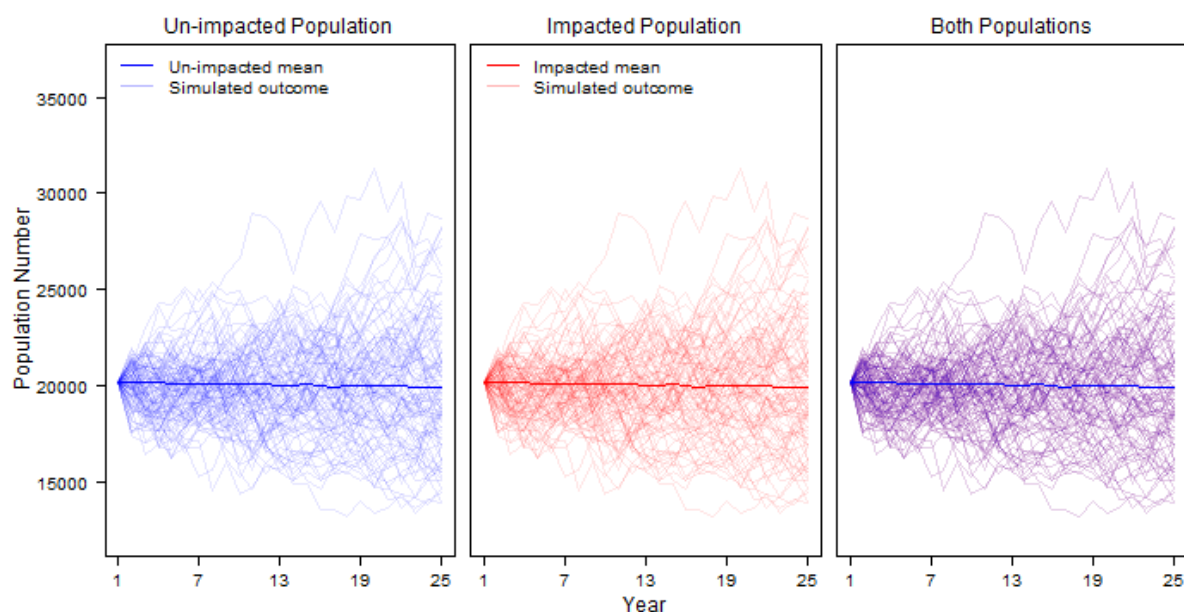 Un-impacted Population
Impacted Population
Both Populations
Un-impacted mean
Simulated outcome
Impacted mean
Simulated outcome
Population Number
35000
30000
25000
20000
15000
1 7 13 19 25
1 7 13 19 25
1 7 13 19 25
Year